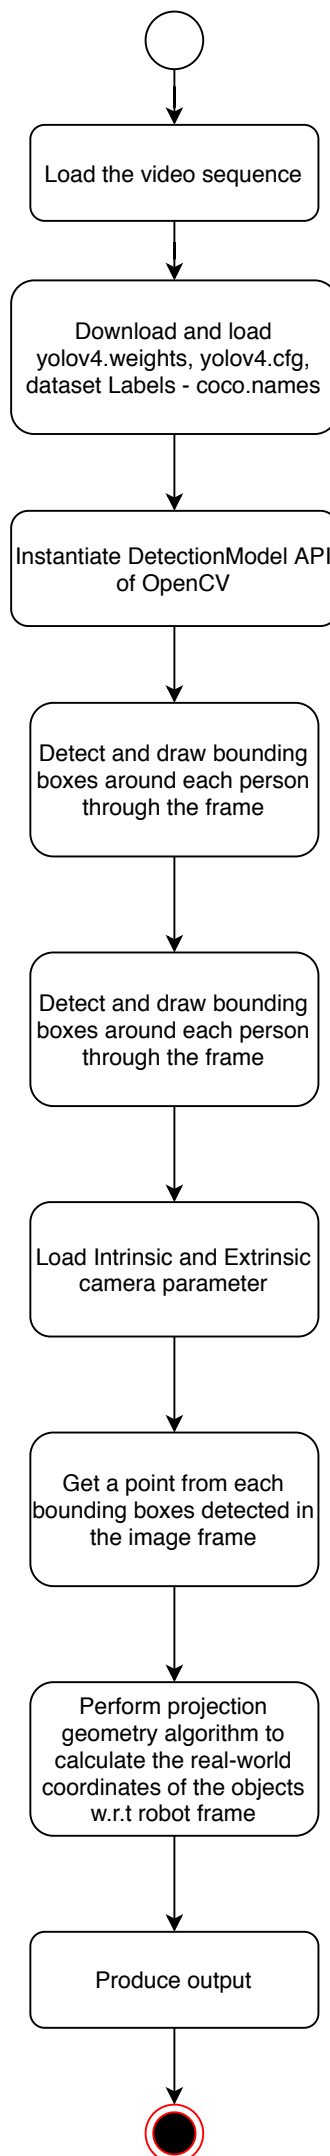 Load the video sequence
Download and load
yolov4.weights, yolov4.cfg,
dataset Labels - coco.names
Instantiate DetectionModel API
of OpenCV
Detect and draw bounding
boxes around each person
through the frame
Detect and draw bounding
boxes around each person
through the frame
Load Intrinsic and Extrinsic
camera parameter
Get a point from each
bounding boxes detected in
the image frame
Perform projection
geometry algorithm to
calculate the real-world
coordinates of the objects
w.r.t robot frame
Produce output